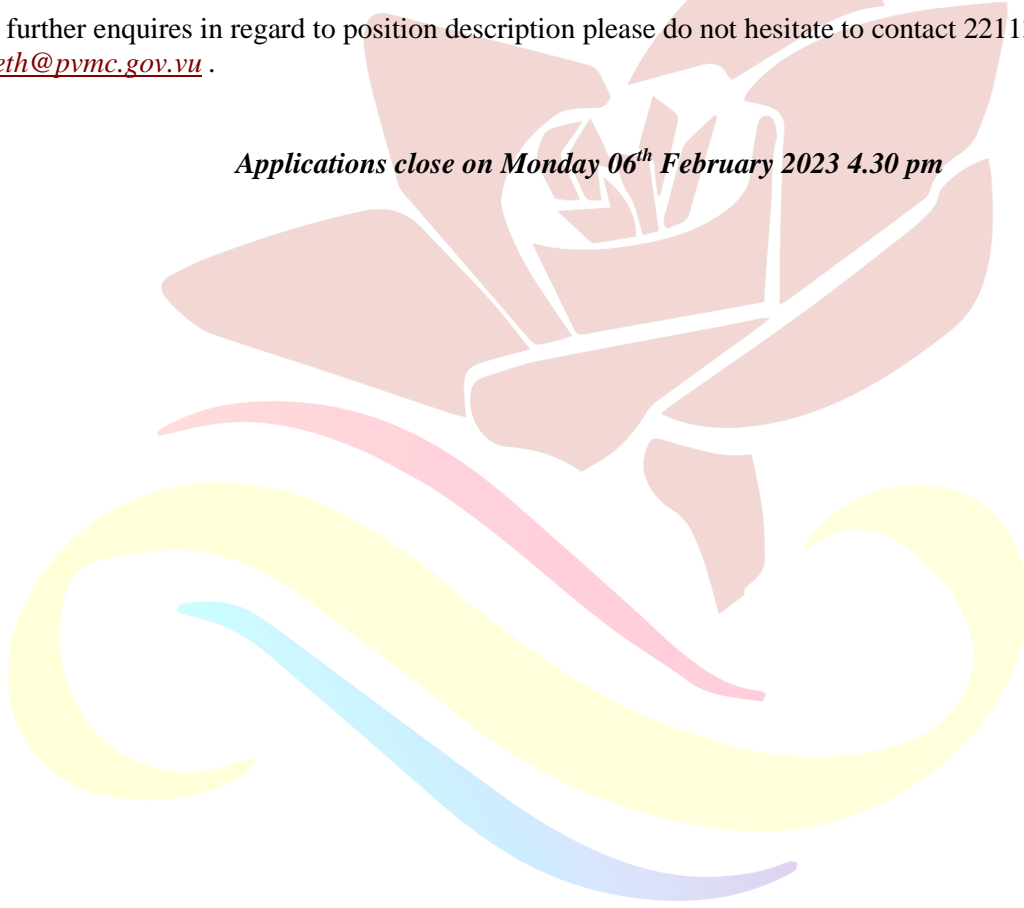 further enquires in regard to position description please do not hesitate to contact 2211
eth@pvmc.gov.vu .
Applications close on Monday 06th February 2023 4.30 pm